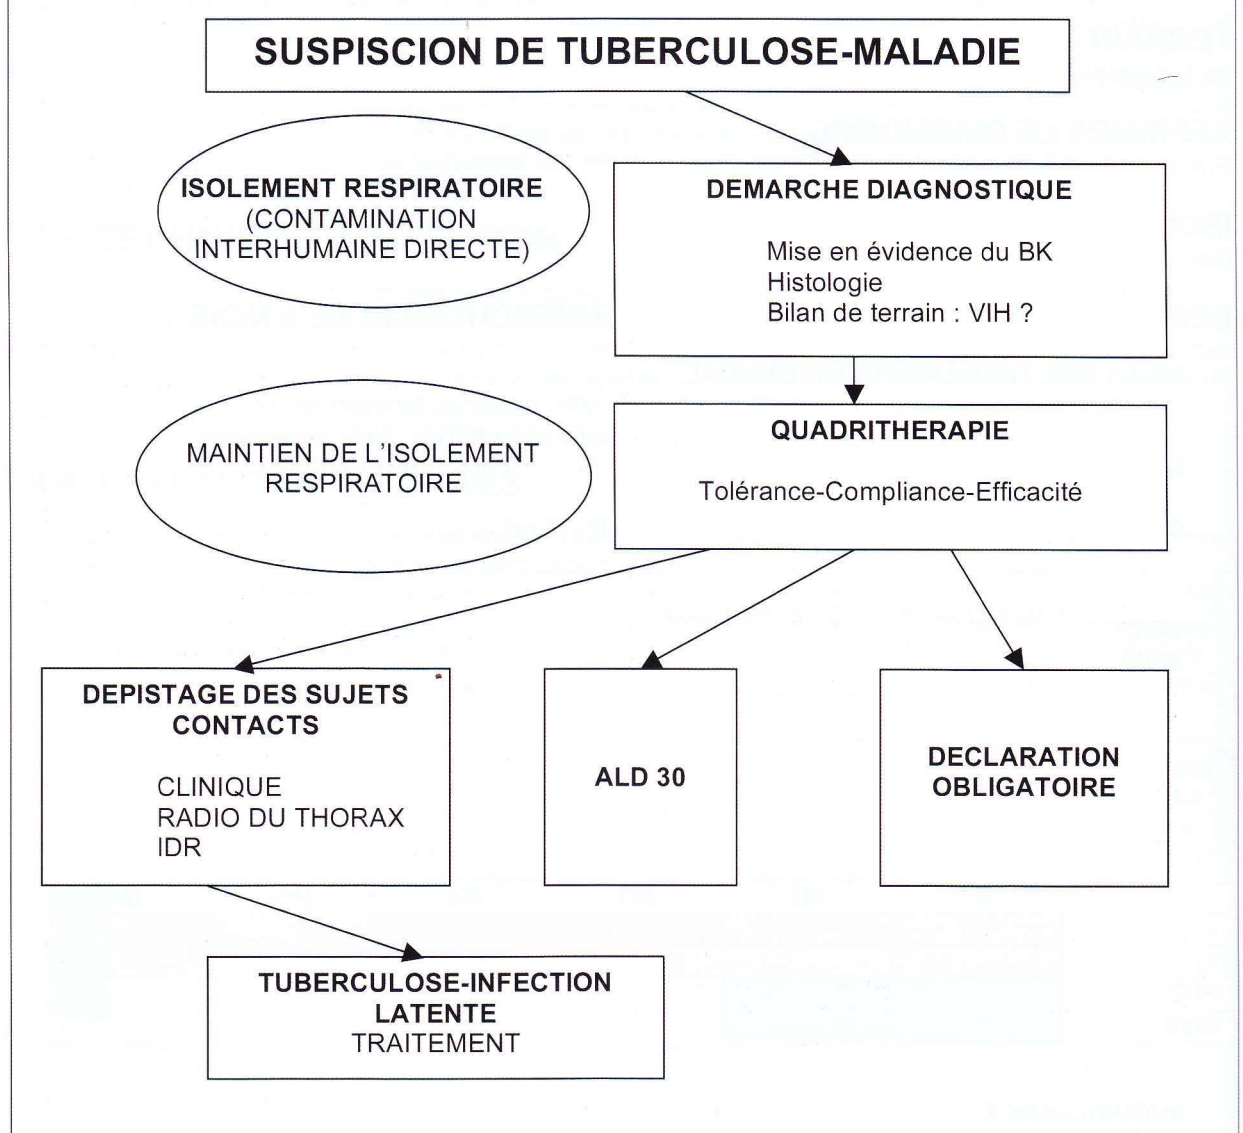 SUSPISCION DE TUBERCULOSE-MALADIE
ISOLEMENT RESPIRATOIRE
(CONTAMINATION
INTERHUMAINE DIRECTE)
DEMARCHE DIAGNOSTIQUE
Mise en évidence du BK
Histologie
Bilan de terrain : VIH ?
MAINTIEN DE L'ISOLEMENT
RESPIRATOIRE
QUADRITHERAPIE
Tolérance-Compliance-Efficacité
DEPISTAGE DES SUJETS
CONTACTS
CLINIQUE
RADIO DU THORAX
IDR
ALD 30
DECLARATION
OBLIGATOIRE
TUBERCULOSE-INFECTION
LATENTE
TRAITEMENT